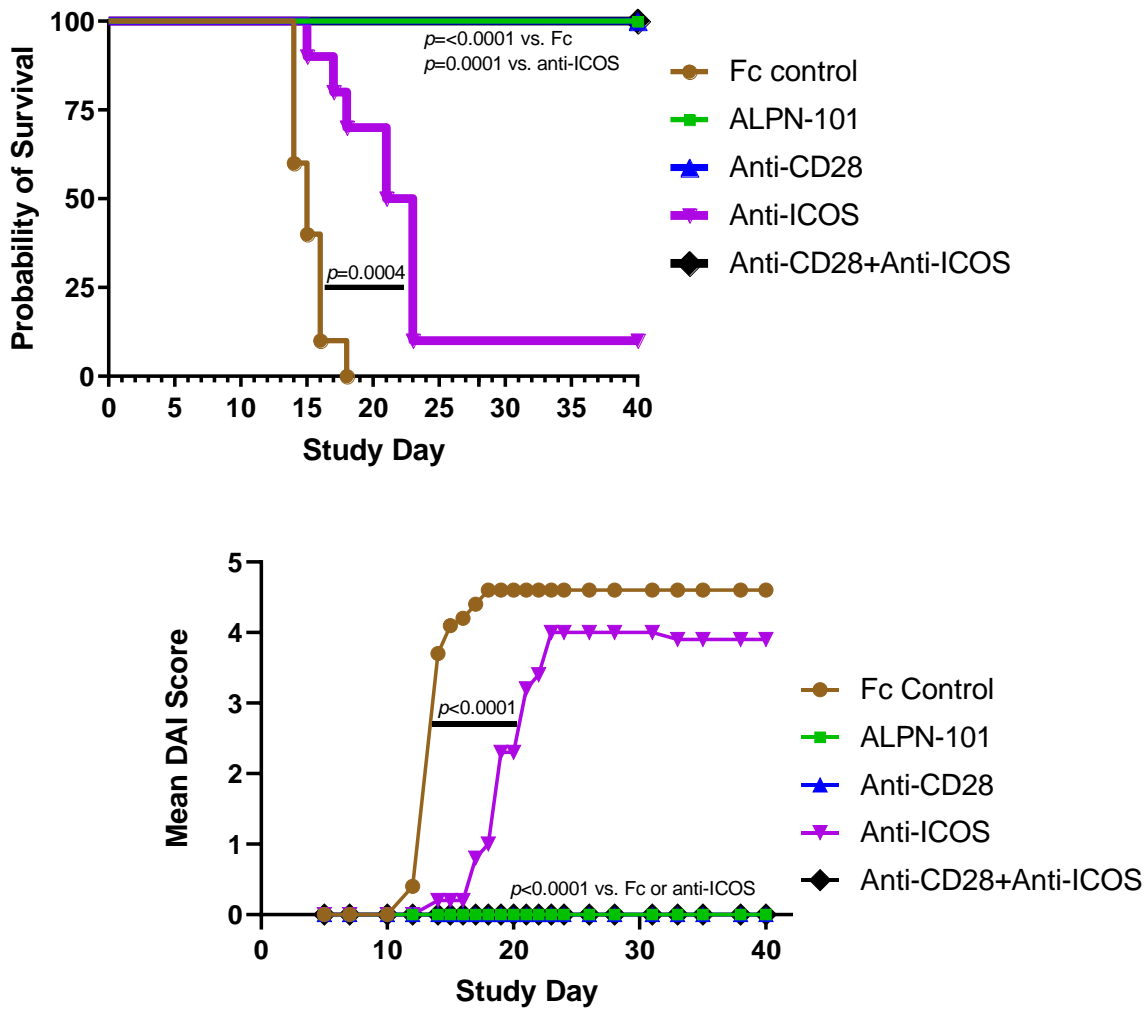 100
75
50
25
0
Probability of Survival
p=<0.0001 vs. Fc
p=0.0001 vs. anti-ICOS
p=0.0004
0 5 10 15 20 25 30 35 40
Study Day
Fc control
ALPN-101
Anti-CD28
Anti-ICOS
Anti-CD28+Anti-ICOS
5
4
3
2
1
0
Mean DAI Score
p<0.0001
p<0.0001 vs. Fc or anti-ICOS
0 10 20 30 40
Study Day
Fc Control
ALPN-101
Anti-CD28
Anti-ICOS
Anti-CD28+Anti-ICOS